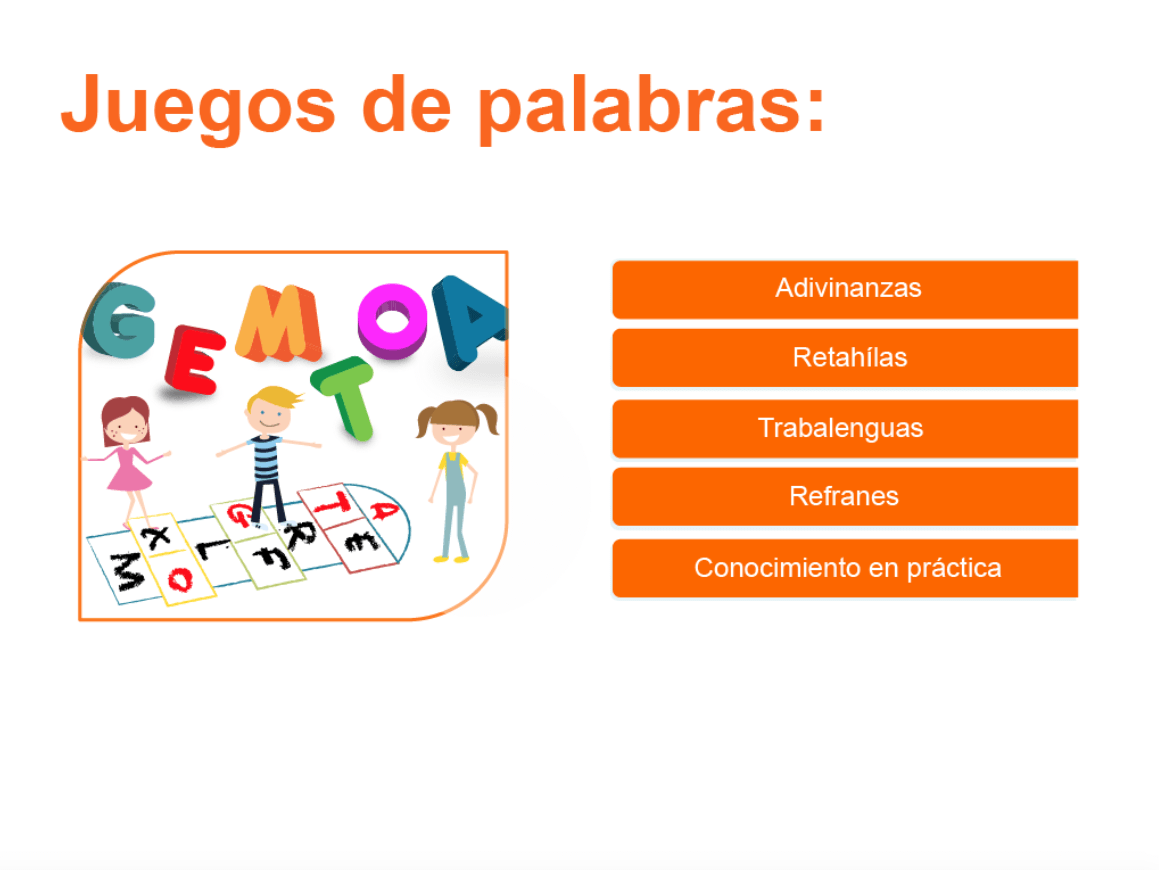 Juegos de palabras:
G E M T O A
M X O L G F R T E A
Adivinanzas
Retahílas
Trabalenguas
Refranes
Conocimiento en práctica